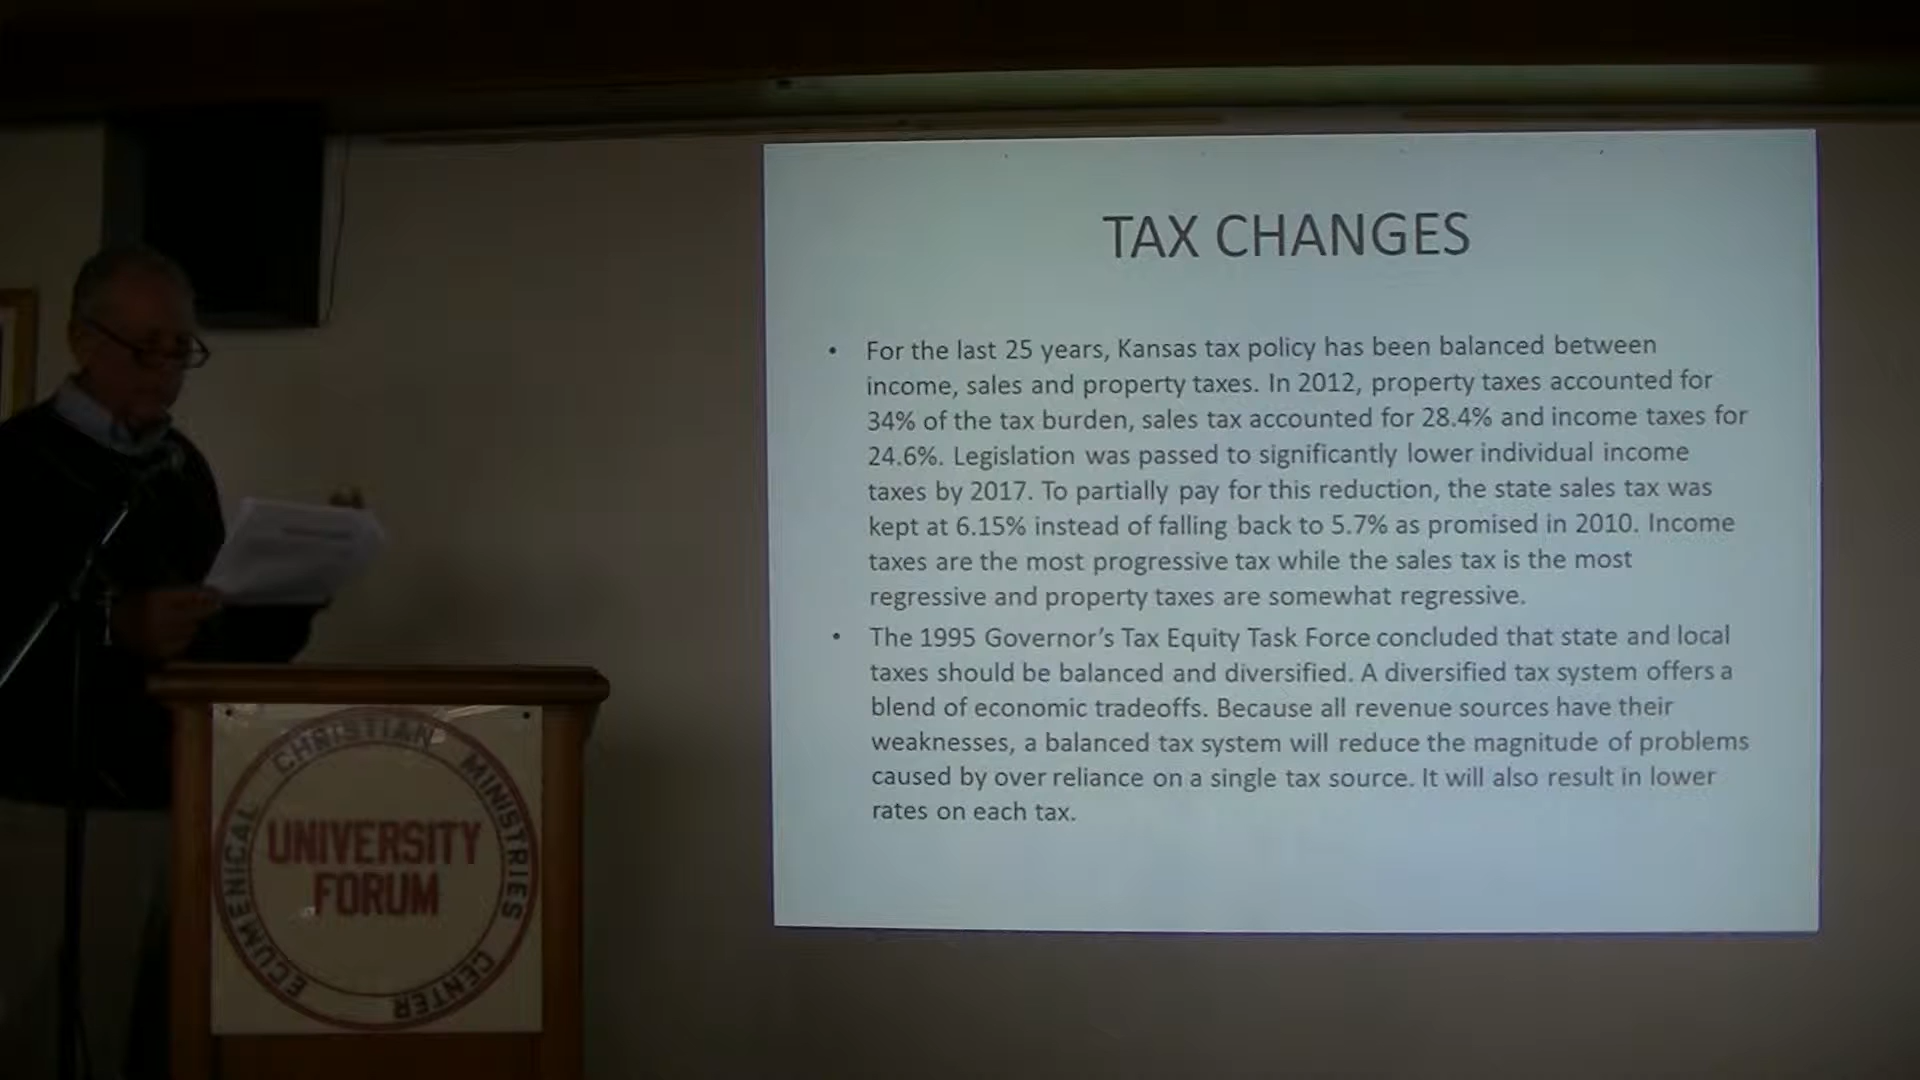 TAX CHANGES
• For the last 25 years, Kansas tax policy has been balanced between
income, sales and property taxes. In 2012, property taxes accounted for
34% of the tax burden, sales tax accounted for 28.4% and income taxes for
24.6%. Legislation was passed to significantly lower individual income
taxes by 2017. To partially pay for this reduction, the state sales tax was
kept at 6.15% instead of falling back to 5.7% as promised in 2010. Income
taxes are the most progressive tax while the sales tax is the most
regressive and property taxes are somewhat regressive.
• The 1995 Governor's Tax Equity Task Force concluded that state and local
taxes should be balanced and diversified. A diversified tax system offers a
blend of economic tradeoffs. Because all revenue sources have their
weaknesses, a balanced tax system will reduce the magnitude of problems
caused by over reliance on a single tax source. It will also result in lower
rates on each tax.
ECUMENICAL CHRISTIAN MINISTRIES CENTER
UNIVERSITY
FORUM